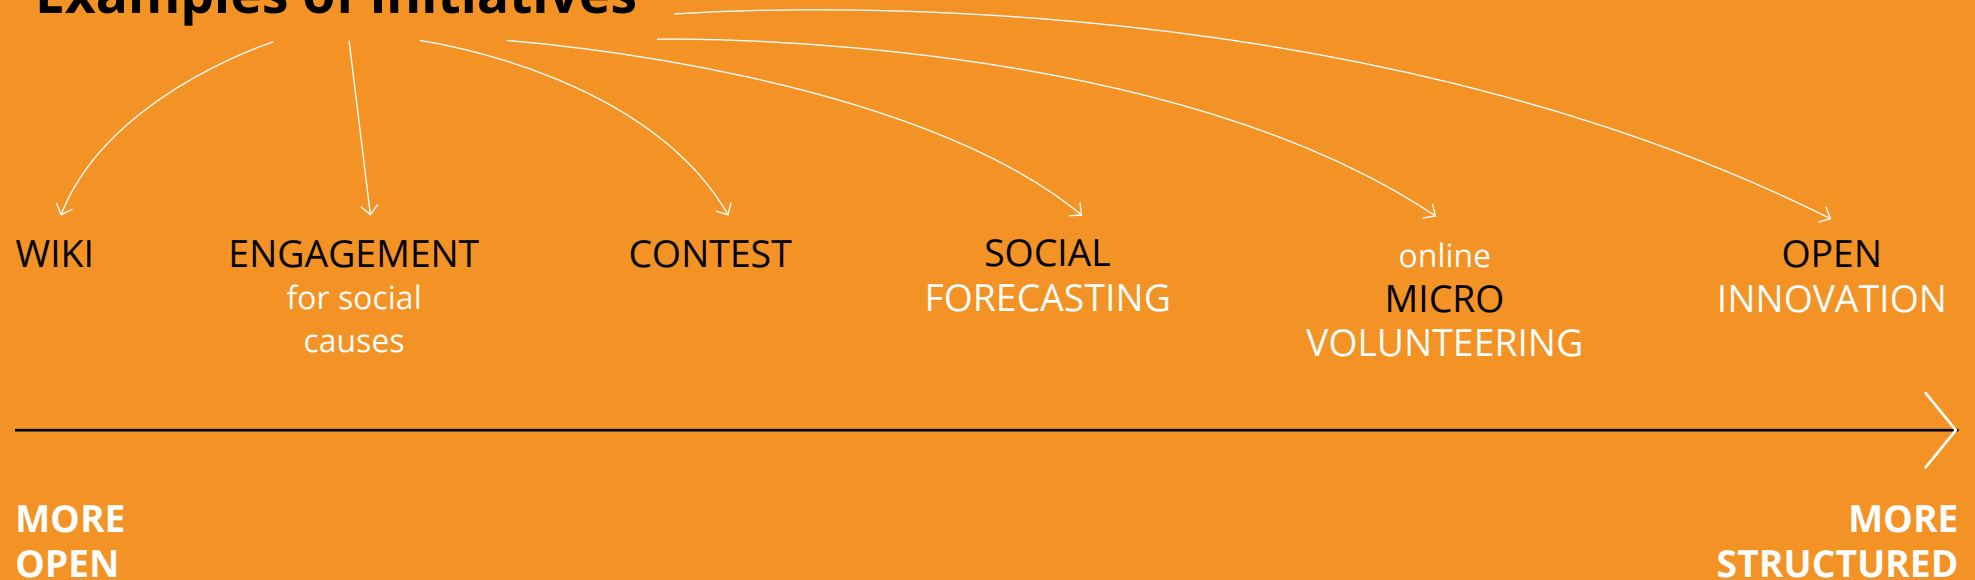 Examples of initiatives
WIKI
ENGAGEMENT
for social
causes
CONTEST
SOCIAL
FORECASTING
online
MICRO
VOLUNTEERING
OPEN
INNOVATION
MORE
OPEN
MORE
STRUCTURED